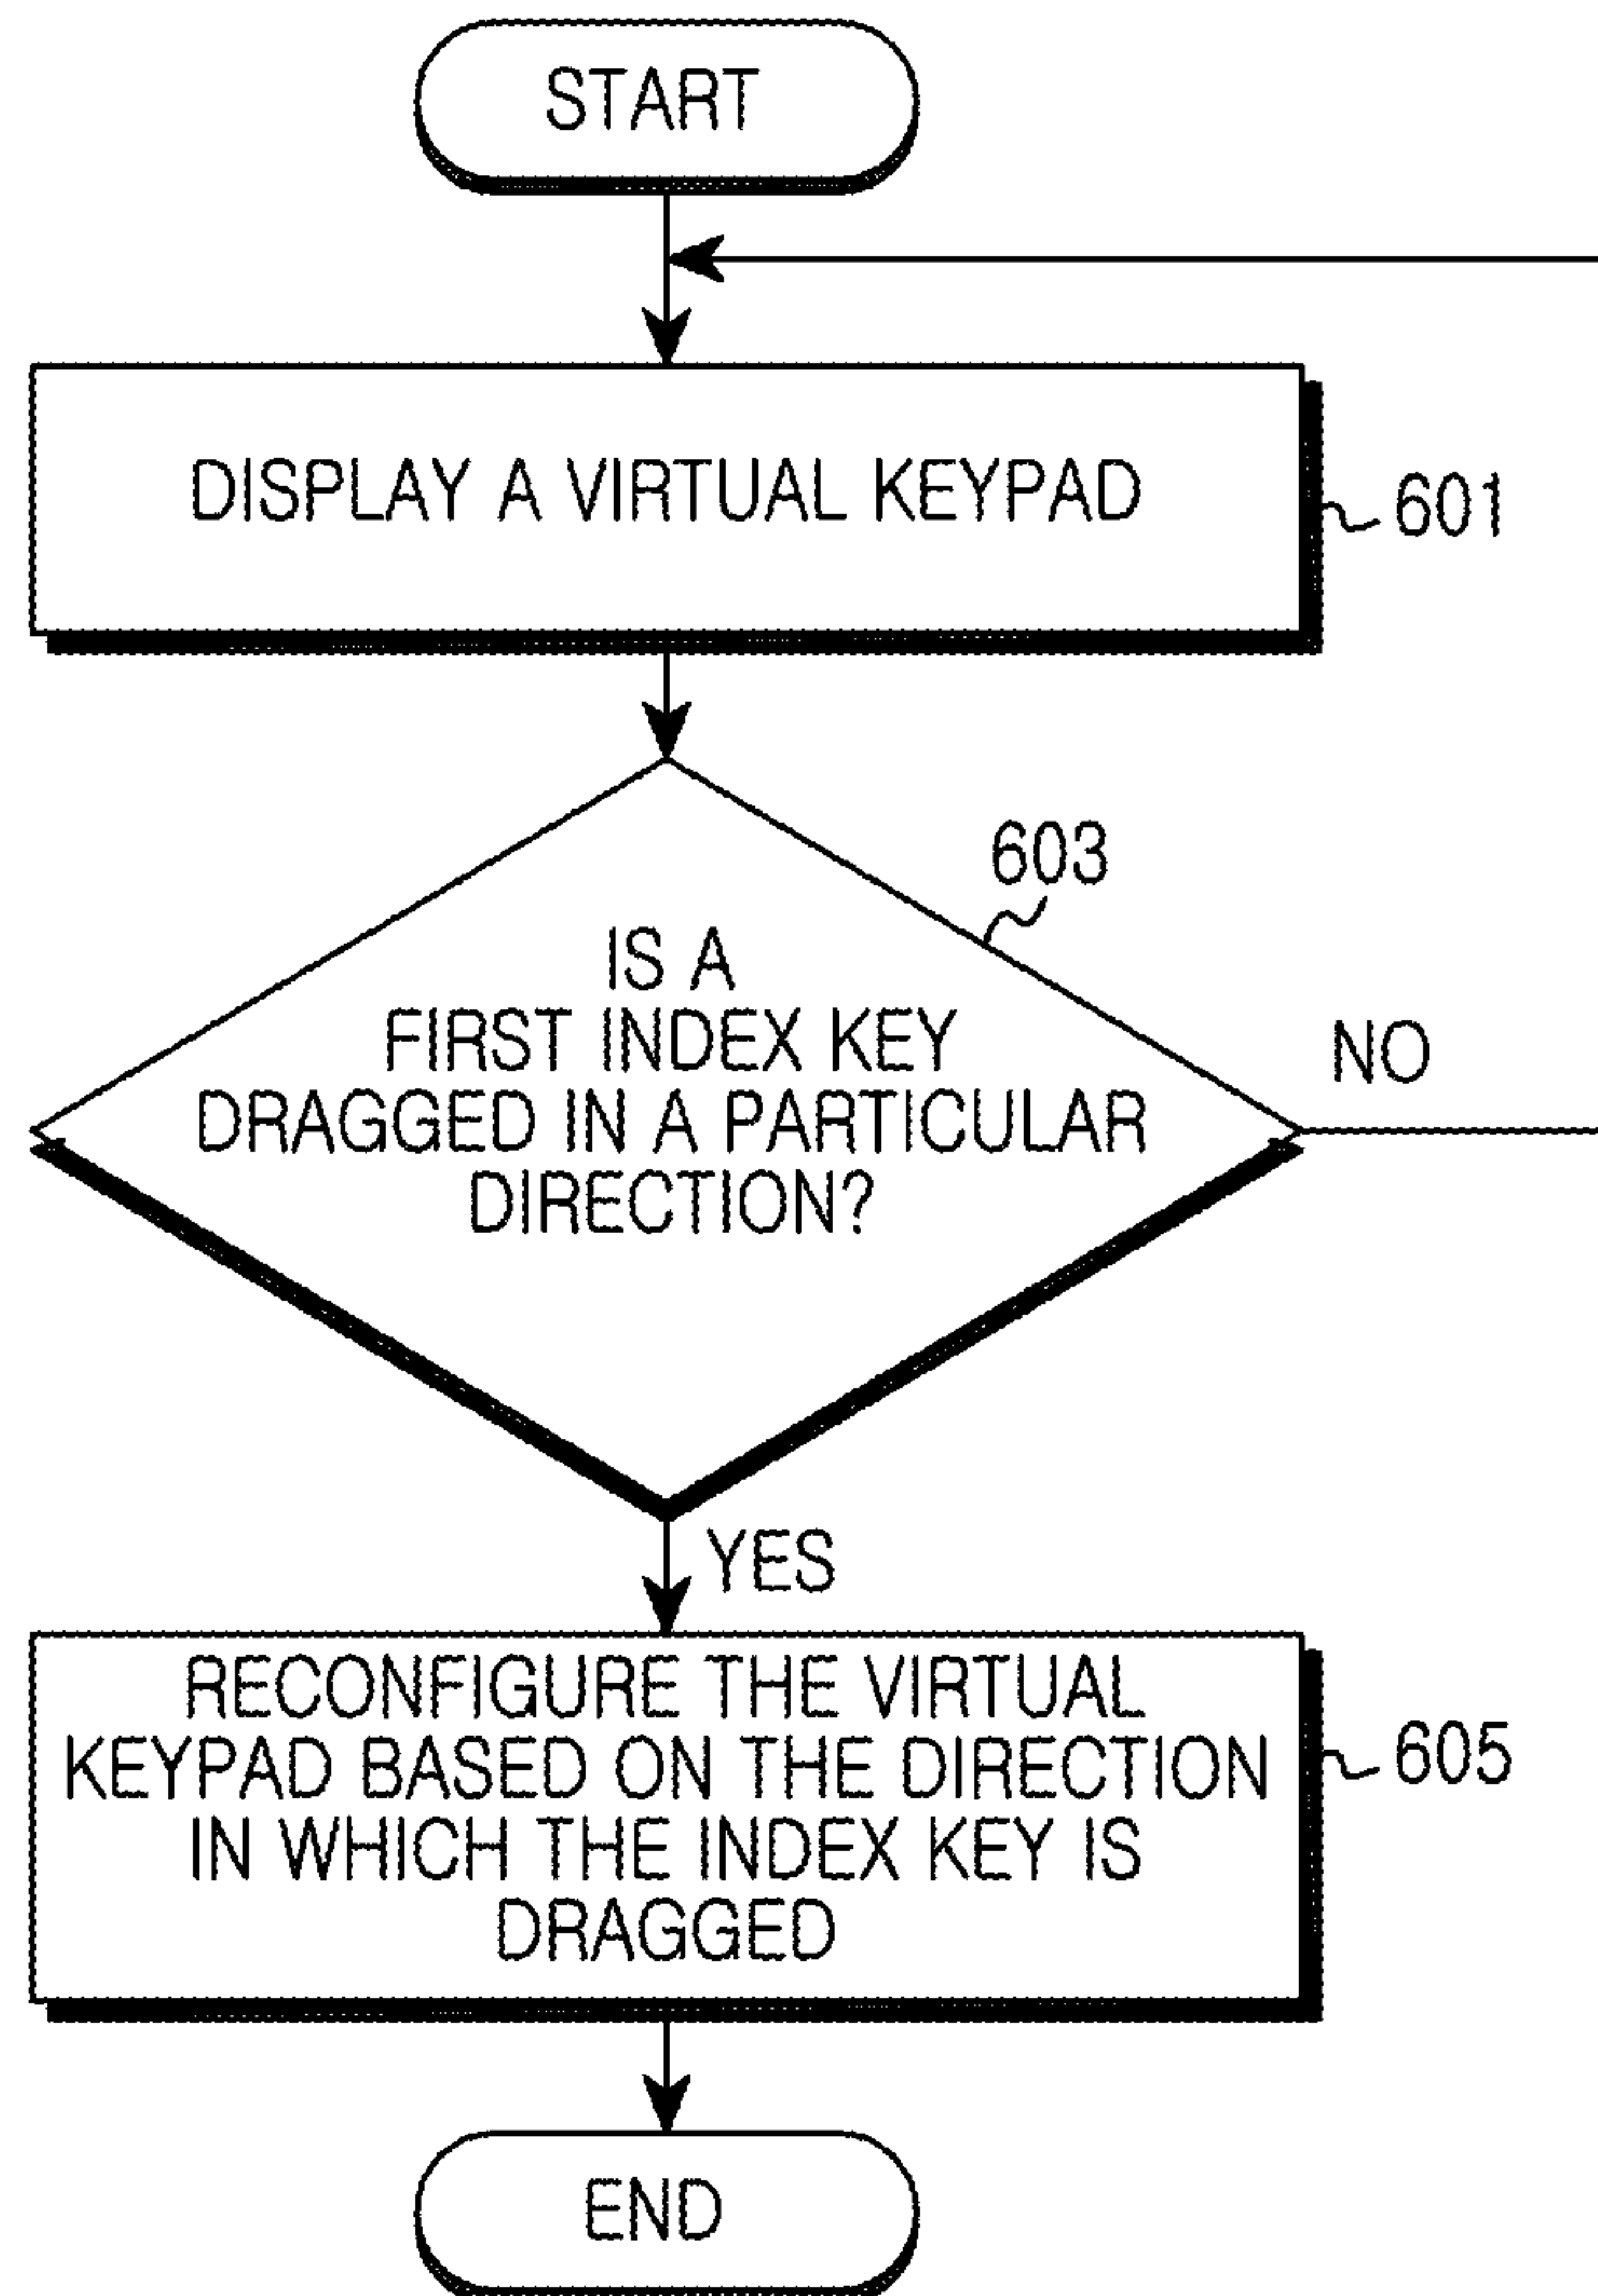 START
DISPLAY A VIRTUAL KEYPAD
601
603
IS A
FIRST INDEX KEY
DRAGGED IN A PARTICULAR
DIRECTION?
NO
YES
RECONFIGURE THE VIRTUAL
KEYPAD BASED ON THE DIRECTION
IN WHICH THE INDEX KEY IS
DRAGGED
605
END